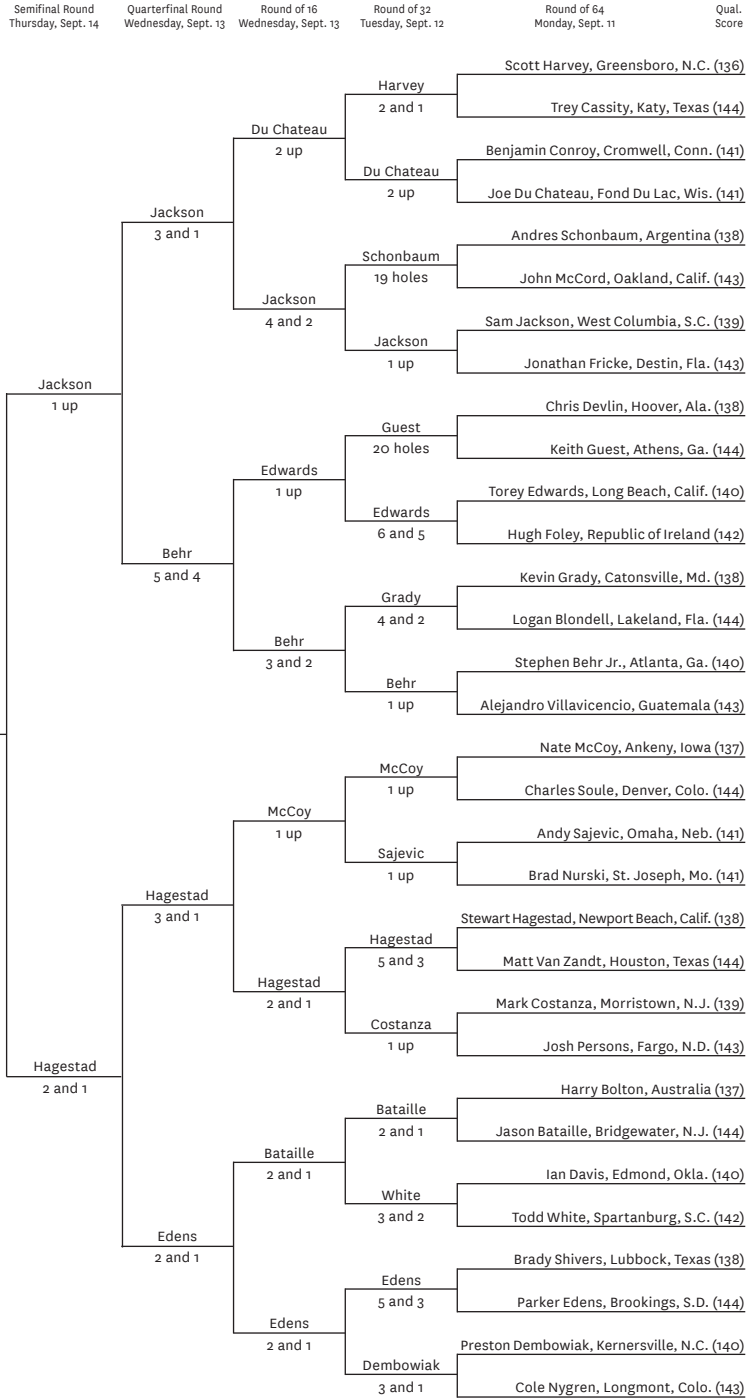 Semifinal Round
Thursday, Sept. 14
Quarterfinal Round
Wednesday, Sept. 13
Round of 16
Wednesday, Sept. 13
Round of 32
Tuesday, Sept. 12
Round of 64
Monday, Sept. 11
Qual.
Score
Scott Harvey, Greensboro, N.C. (136)
Harvey
2 and 1
Trey Cassity, Katy, Texas (144)
Du Chateau
2 up
Benjamin Conroy, Cromwell, Conn. (141)
Du Chateau
2 up
Joe Du Chateau, Fond Du Lac, Wis. (141)
Jackson
3 and 1
Andres Schonbaum, Argentina (138)
Schonbaum
19 holes
John McCord, Oakland, Calif. (143)
Jackson
4 and 2
Sam Jackson, West Columbia, S.C. (139)
Jackson
1 up
Jonathan Fricke, Destin, Fla. (143)
Jackson
1 up
Chris Devlin, Hoover, Ala. (138)
Guest
20 holes
Keith Guest, Athens, Ga. (144)
Edwards
1 up
Torey Edwards, Long Beach, Calif. (140)
Edwards
6 and 5
Hugh Foley, Republic of Ireland (142)
Behr
5 and 4
Kevin Grady, Catonsville, Md. (138)
Grady
4 and 2
Logan Blondell, Lakeland, Fla. (144)
Behr
3 and 2
Stephen Behr Jr., Atlanta, Ga. (140)
Behr
1 up
Alejandro Villavicencio, Guatemala (143)
Nate McCoy, Ankeny, Iowa (137)
McCoy
1 up
Charles Soule, Denver, Colo. (144)
McCoy
1 up
Andy Sajevic, Omaha, Neb. (141)
Sajevic
1 up
Brad Nurski, St. Joseph, Mo. (141)
Hagestad
3 and 1
Stewart Hagestad, Newport Beach, Calif. (138)
Hagestad
5 and 3
Matt Van Zandt, Houston, Texas (144)
Hagestad
2 and 1
Mark Costanza, Morristown, N.J. (139)
Costanza
1 up
Josh Persons, Fargo, N.D. (143)
Hagestad
2 and 1
Harry Bolton, Australia (137)
Bataille
2 and 1
Jason Bataille, Bridgewater, N.J. (144)
Bataille
2 and 1
Ian Davis, Edmond, Okla. (140)
White
3 and 2
Todd White, Spartanburg, S.C. (142)
Edens
2 and 1
Brady Shivers, Lubbock, Texas (138)
Edens
5 and 3
Parker Edens, Brookings, S.D. (144)
Edens
2 and 1
Preston Dembowiak, Kernersville, N.C. (140)
Dembowiak
3 and 1
Cole Nygren, Longmont, Colo. (143)